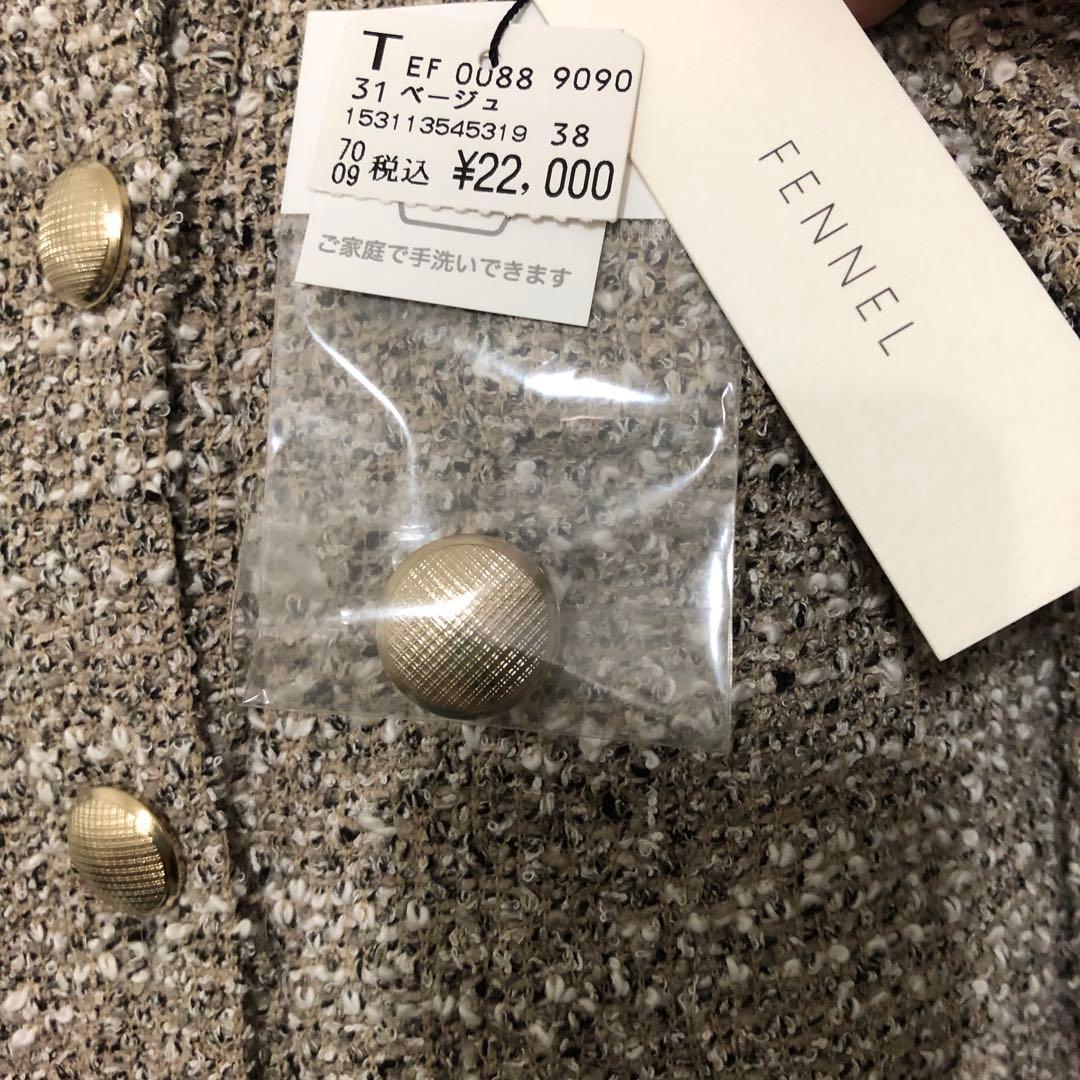 T EF 0088 9090
31 ベージュ
153113545319 38
70
09 税込 ¥22,000
ご家庭で手洗いできます
FENNEL